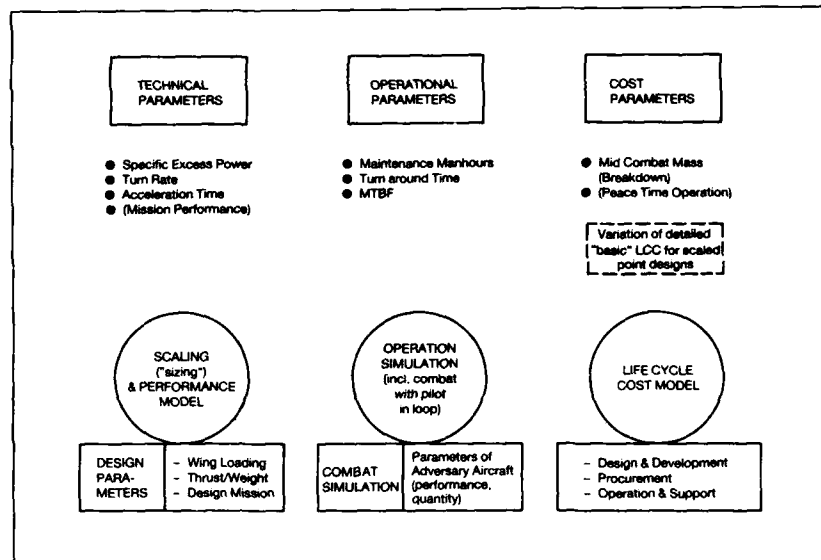 TECHNICAL
PARAMETERS
● Specific Excess Power
● Turn Rate
● Acceleration Time
● (Mission Performance)
OPERATIONAL
PARAMETERS
● Maintenance Manhours
● Turn around Time
● MTBF
COST
PARAMETERS
● Mid Combat Mass
(Breakdown)
● (Peace Time Operation)
Variation of detailed
"basic" LCC for scaled
point designs
SCALING
("sizing")
& PERFORMANCE
MODEL
DESIGN
PARA-
METERS
– Wing Loading
– Thrust/Weight
– Design Mission
OPERATION
SIMULATION
(incl. combat
with pilot
in loop)
COMBAT
SIMULATION
Parameters of
Adversary Aircraft
(performance,
quantity)
LIFE CYCLE
COST MODEL
– Design & Development
– Procurement
– Operation & Support